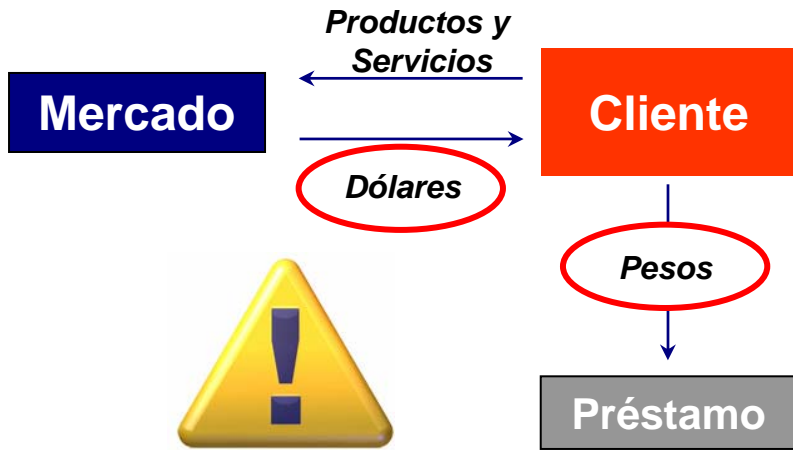 Productos y
Servicios
Mercado
Cliente
Dólares
Pesos
!
Préstamo